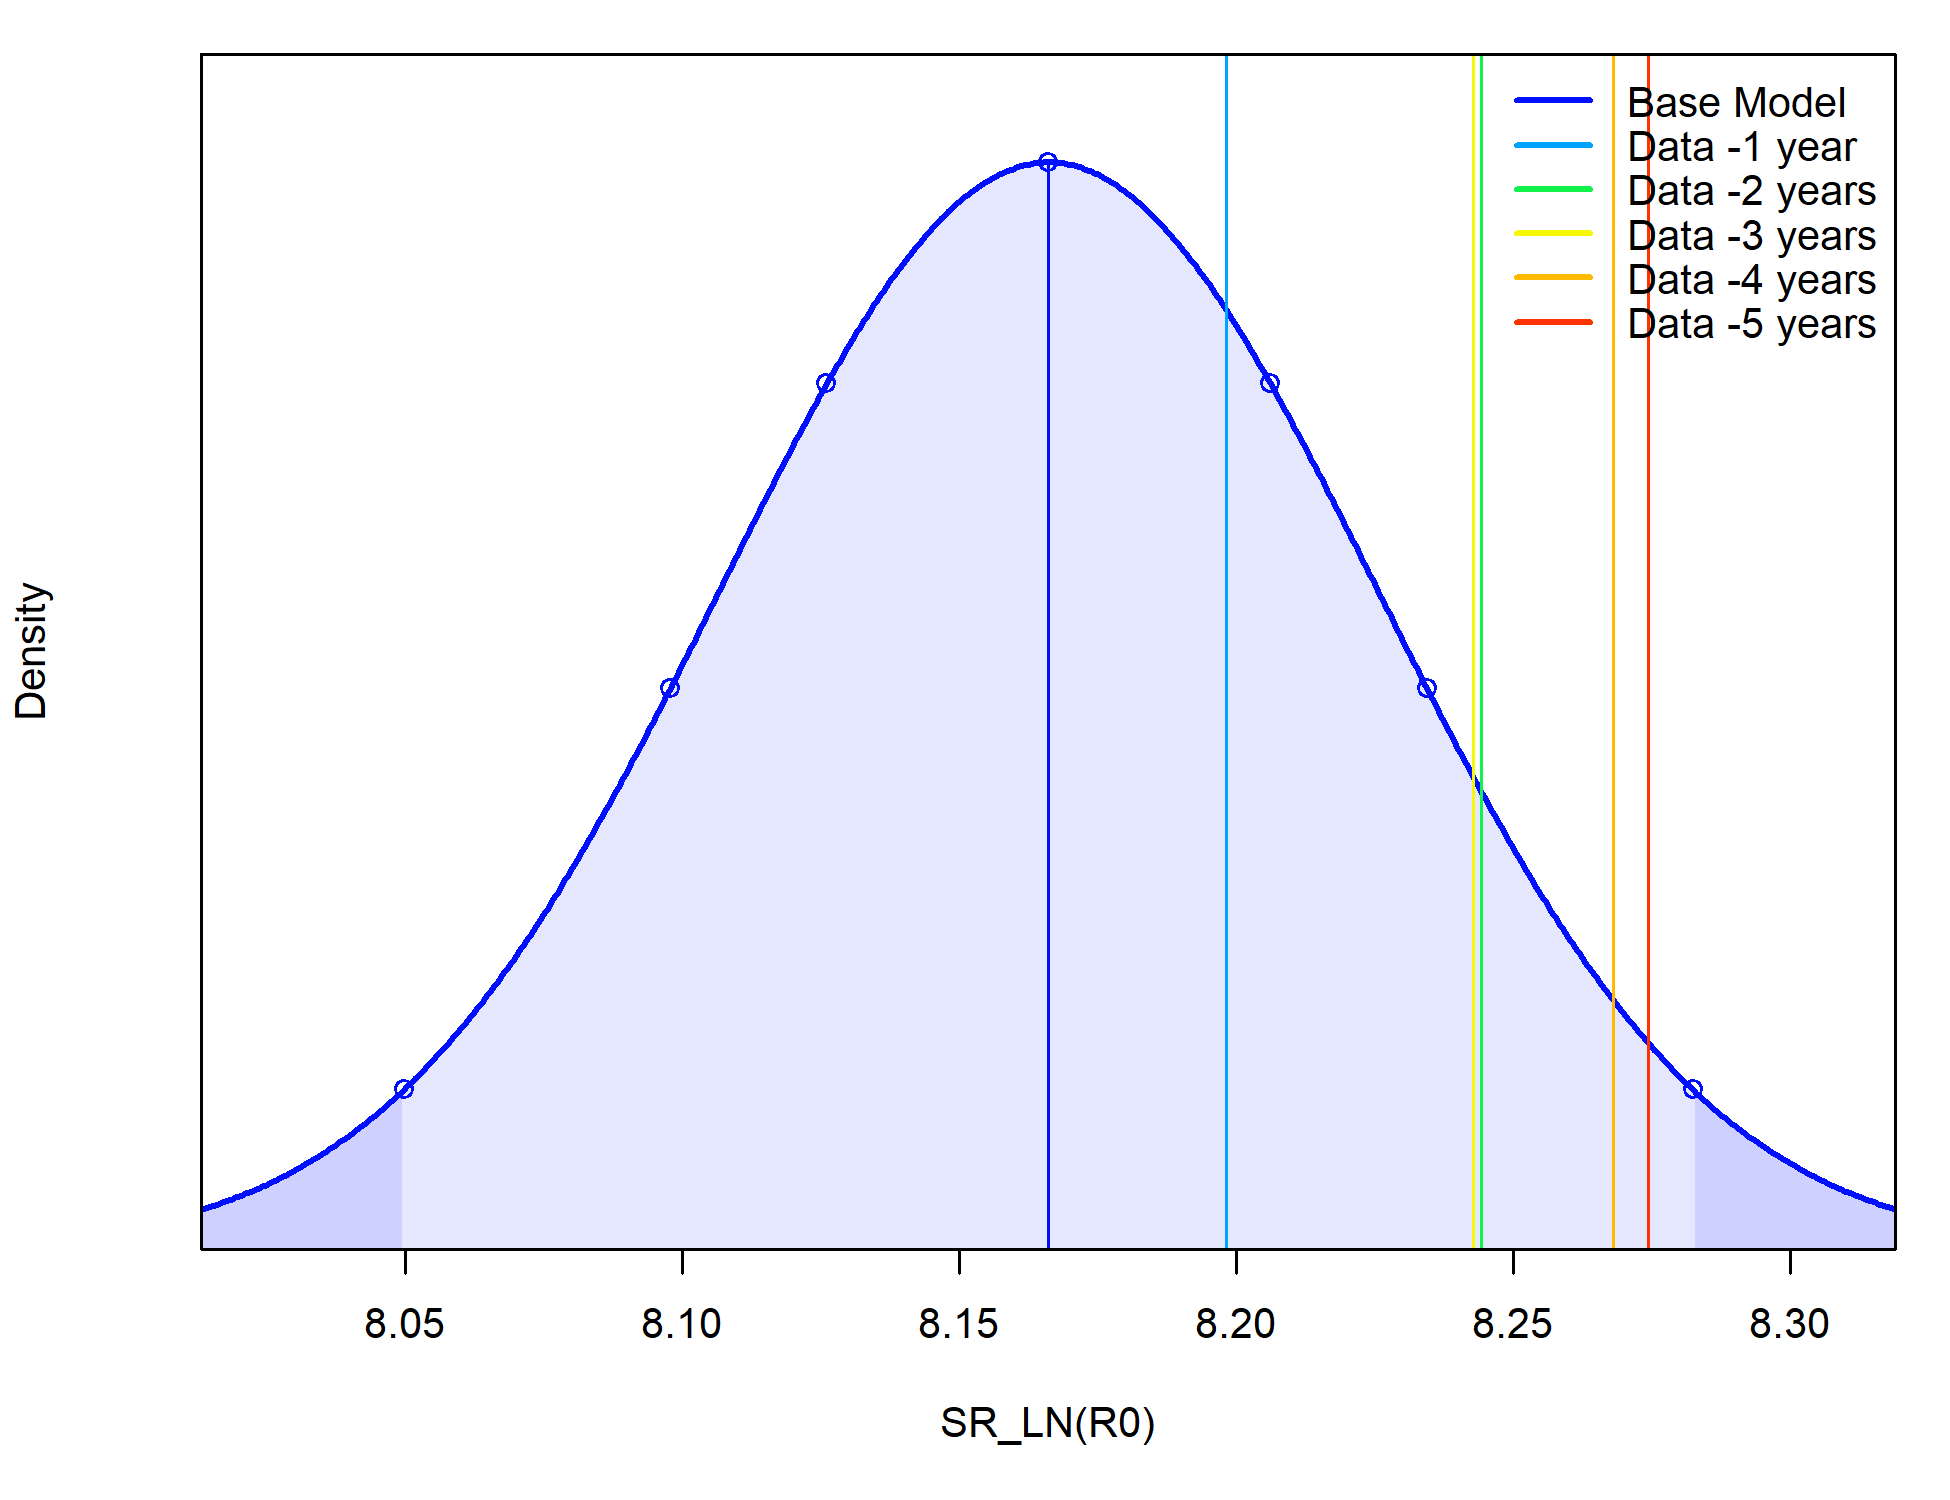 Base Model
Data -1 year
Data -2 years
Data -3 years
Data -4 years
Data -5 years
Density
8.05
8.10
8.15
8.20
8.25
8.30
SR_LN(R0)